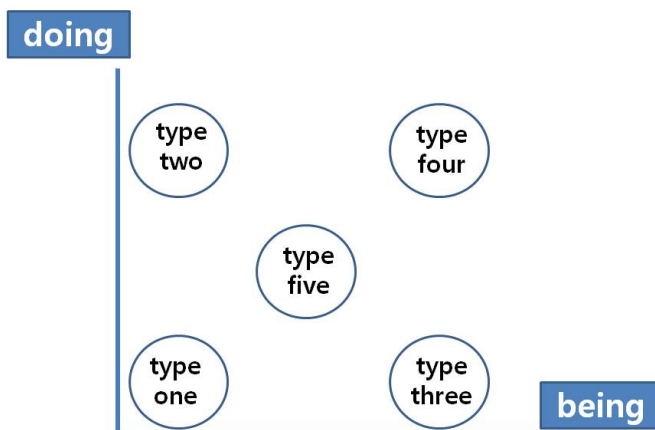 doing
type
two
type
four
type
five
type
one
type
three
being